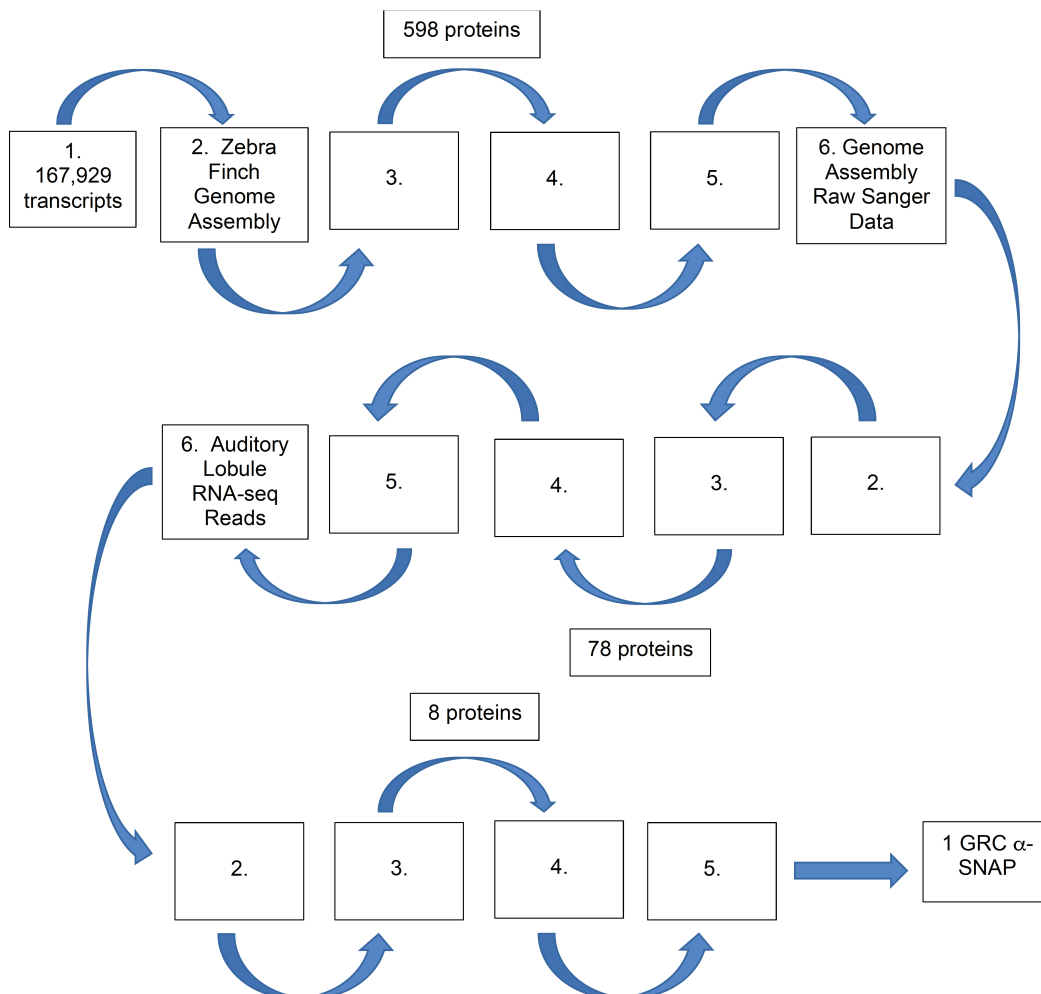 598 proteins
1.
167,929
transcripts
2. Zebra
Finch
Genome
Assembly
3.
4.
5.
6. Genome
Assembly
Raw Sanger
Data
6. Auditory
Lobule
RNA-seq
Reads
5.
4.
3.
2.
78 proteins
8 proteins
2.
3.
4.
5.
1 GRC α-
SNAP